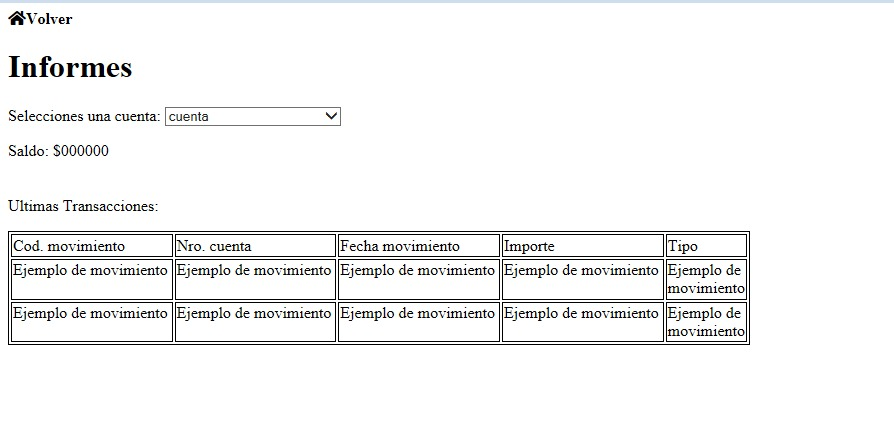 Volver
Informes
Selecciones una cuenta: cuenta
Saldo: $000000
Ultimas Transacciones:
Cod. movimiento Nro. cuenta Fecha movimiento Importe Tipo
Ejemplo de movimiento Ejemplo de movimiento Ejemplo de movimiento Ejemplo de movimiento Ejemplo de
movimiento
Ejemplo de movimiento Ejemplo de movimiento Ejemplo de movimiento Ejemplo de movimiento Ejemplo de
movimiento